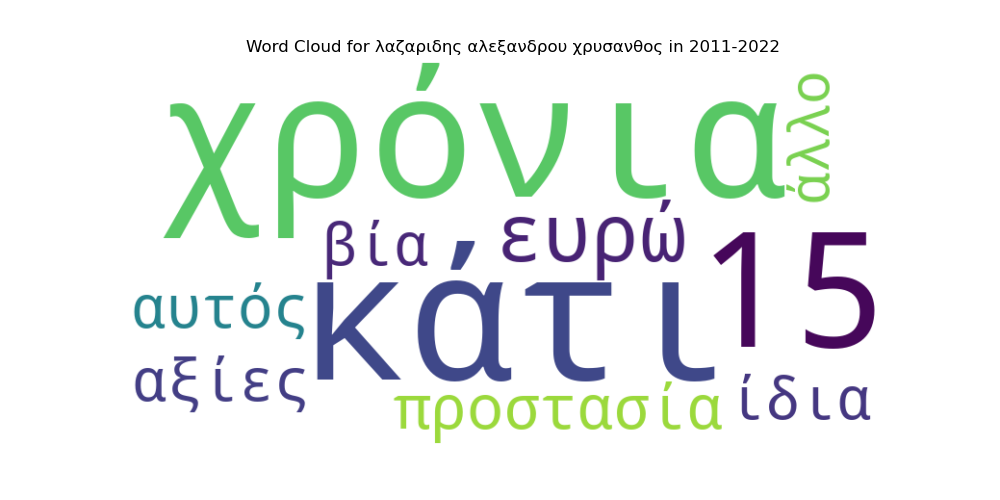 Word Cloud for λαζαριδης αλεξανδρου χρυσανθος in 2011-2022
χρόνια
άλλο
βία
ευρώ
15
αυτός
κάτι
αξίες
προστασία
ίδια